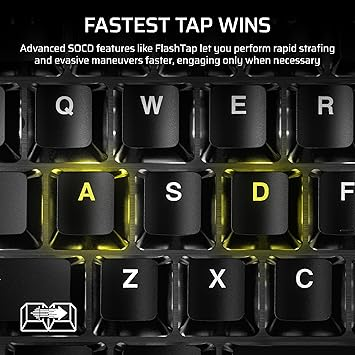 FASTEST TAP WINS
Advanced SOCD features like FlashTap let you perform rapid strafing
and evasive maneuvers faster, engaging only when necessary
Q W E R
A S D F
Z X C